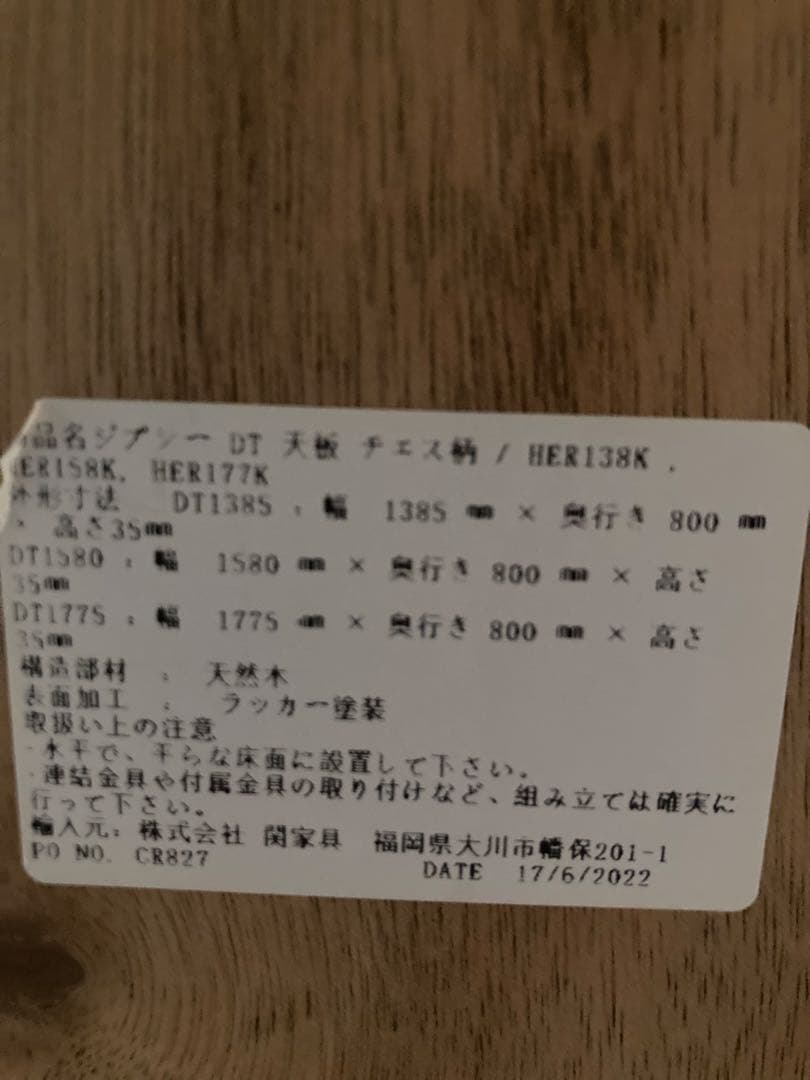 品名ジプシー DT 天板 チェス柄 / HER138K ,
HER158K, HER177K
外形寸法 DT1385 : 幅 1385 mm × 奥行き 800 mm
× 高さ35mm
DT1580 : 幅 1580 mm × 奥行き 800 mm × 高さ
35mm
DT1775 : 幅 1775 mm × 奥行き 800 mm × 高さ
35mm
構造部材 : 天然木
表面加工 : ラッカー塗装
取扱い上の注意
・水平で、平らな床面に設置して下さい。
・連結金具や付属金具の取り付けなど、組み立ては確実に
行って下さい。
輸入元: 株式会社 関家具 福岡県大川市幡保201-1
PO NO. CR827 DATE 17/6/2022